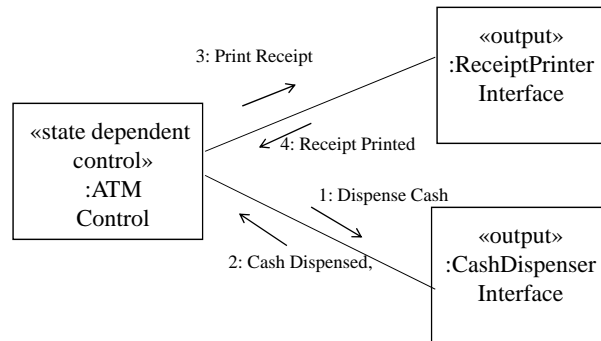 «output»
:ReceiptPrinter
Interface
3: Print Receipt
«state dependent
control»
:ATM
Control
4: Receipt Printed
1: Dispense Cash
2: Cash Dispensed,
«output»
:CashDispenser
Interface